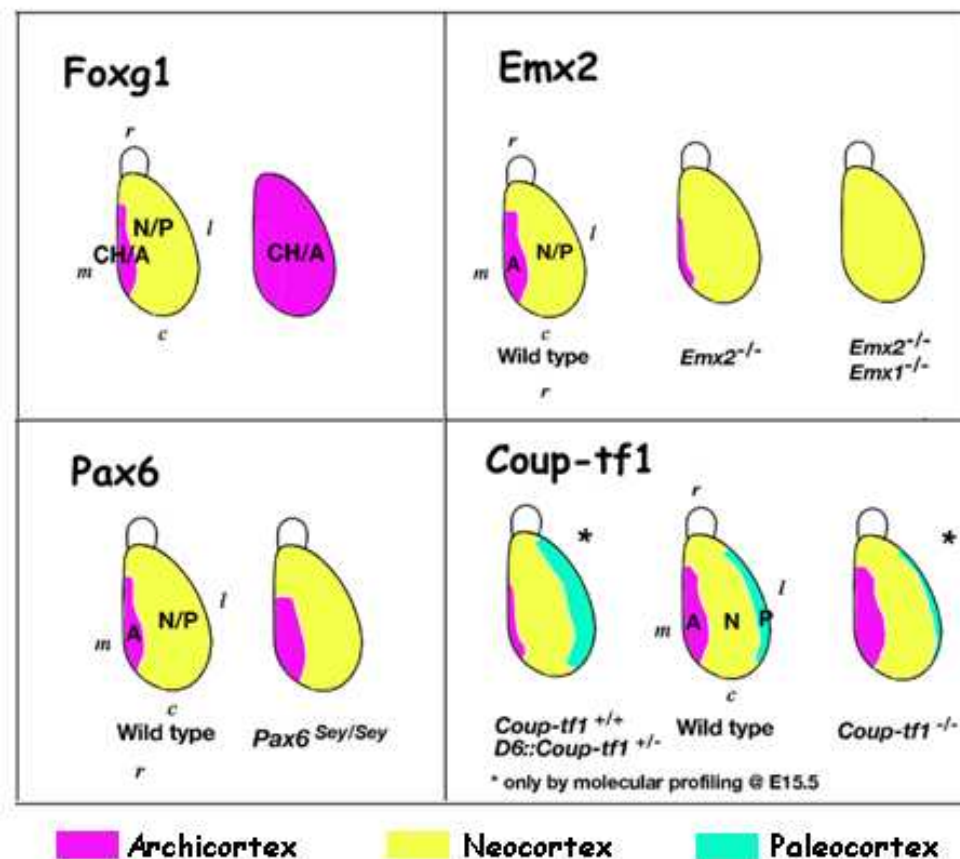 Foxg1
r
N/P
CH/A
l
m
c
CH/A
Emx2
r
A
N/P
l
m
c
Wild type
r
Emx2-/-
Emx2-/-
Emx1-/-
Pax6
A
N/P
l
m
c
Wild type
r
Pax6 Sey/Sey
Coup-tf1
*
r
A N P
l
m
c
*
Coup-tf1 +/+
D6::Coup-tf1 +/-
Wild type
Coup-tf1 -/-
* only by molecular profiling @ E15.5
Archicortex Neocortex Paleocortex